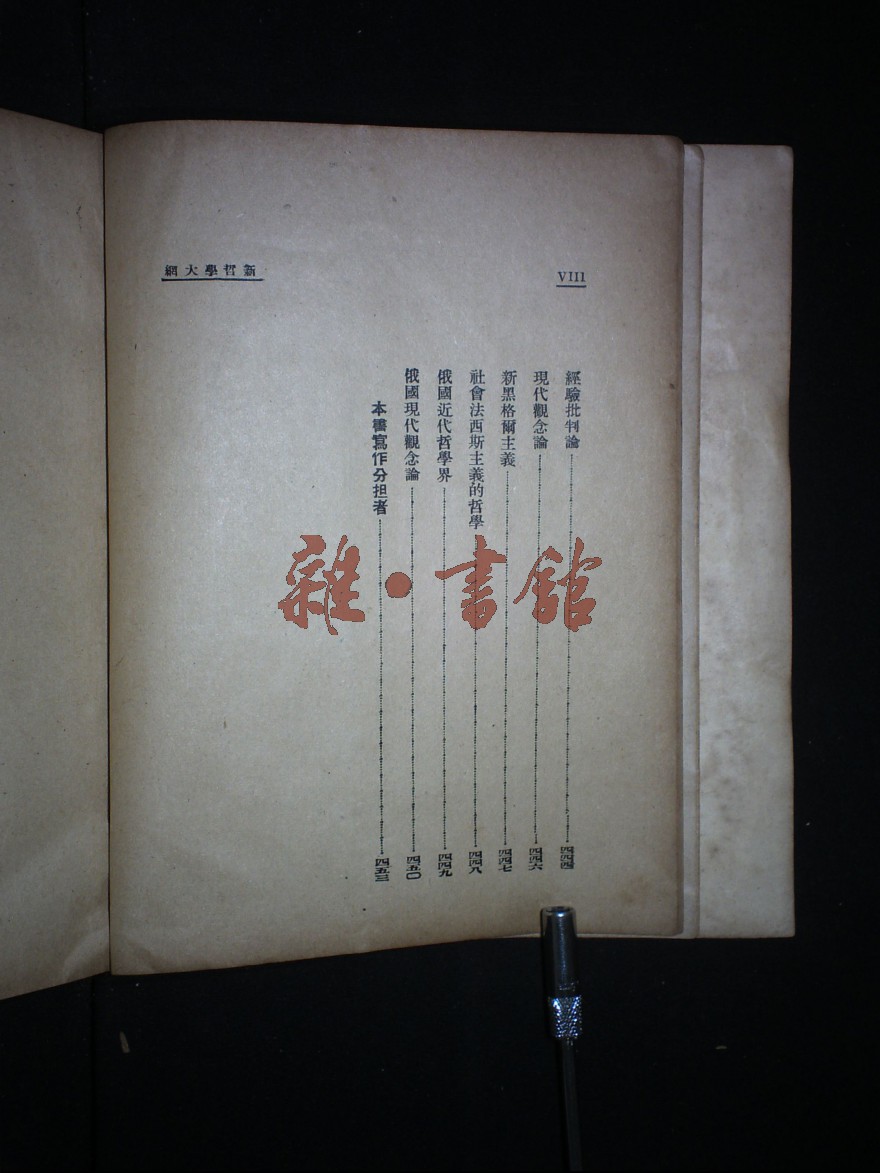 新哲學大綱
VIII
經驗批判論……四四四
現代觀念論……四四六
新黑格爾主義……四四七
社會法西斯主義的哲學……四四八
俄國近代哲學界……四四九
俄國現代觀念論……四五〇
本書寫作分担者……四五三
雜·書館